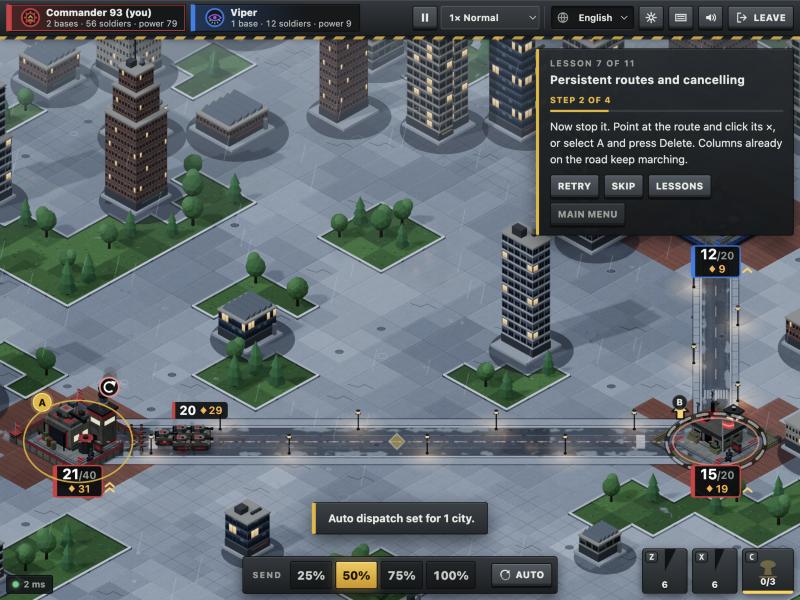 Commander 93 (you)
2 bases · 56 soldiers · power 79
Viper
1 base · 12 soldiers · power 9
1× Normal
English
LEAVE
LESSON 7 OF 11
Persistent routes and cancelling
STEP 2 OF 4
Now stop it. Point at the route and click its ×,
or select A and press Delete. Columns already
on the road keep marching.
RETRY
SKIP
LESSONS
MAIN MENU
12/20
9
A
B
20 29
21/40
31
15/20
19
Auto dispatch set for 1 city.
SEND
25%
50%
75%
100%
AUTO
Z
6
X
6
C
0/3
2 ms